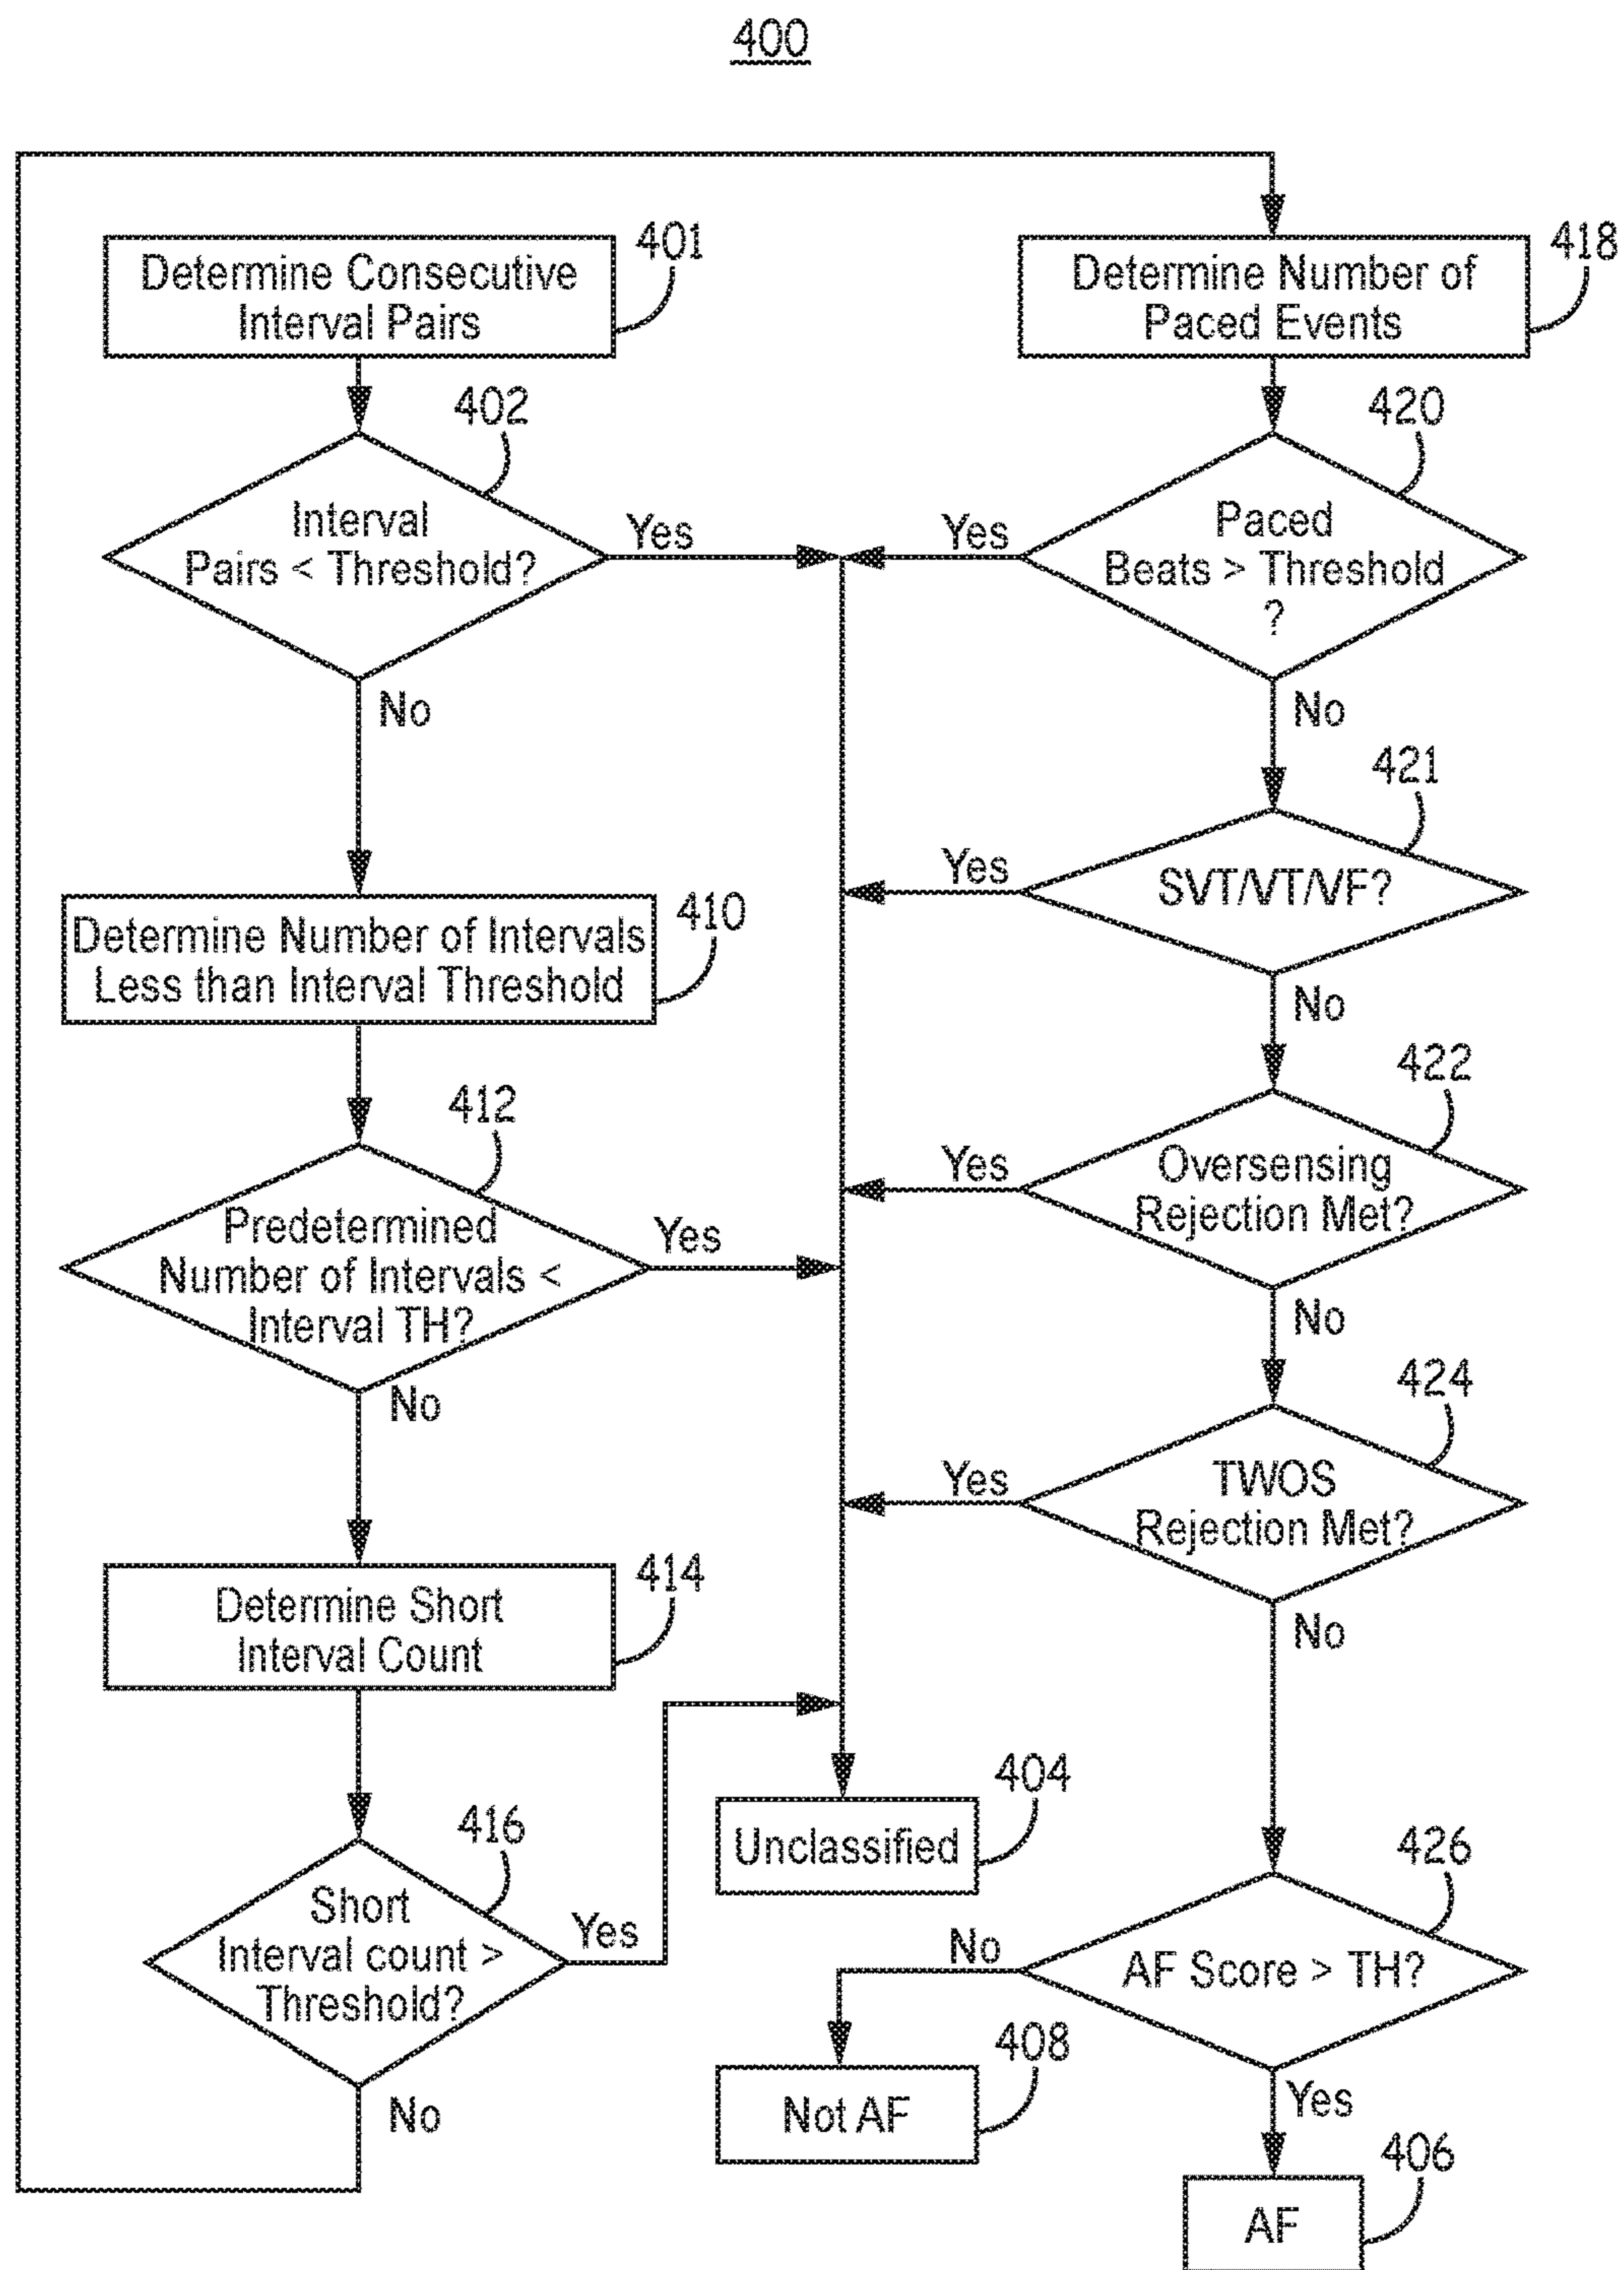 400
Determine Consecutive
Interval Pairs
401
402
Interval
Pairs < Threshold?
Yes
No
Determine Number of Intervals
Less than Interval Threshold
410
412
Predetermined
Number of Intervals <
Interval TH?
Yes
No
Determine Short
Interval Count
414
416
Short
Interval count >
Threshold?
Yes
No
Determine Number of
Paced Events
418
420
Paced
Beats > Threshold
?
Yes
No
421
SVT/VT/VF?
Yes
No
422
Oversensing
Rejection Met?
Yes
No
424
TWOS
Rejection Met?
Yes
No
Unclassified
404
426
AF Score > TH?
No
Yes
Not AF
408
AF
406